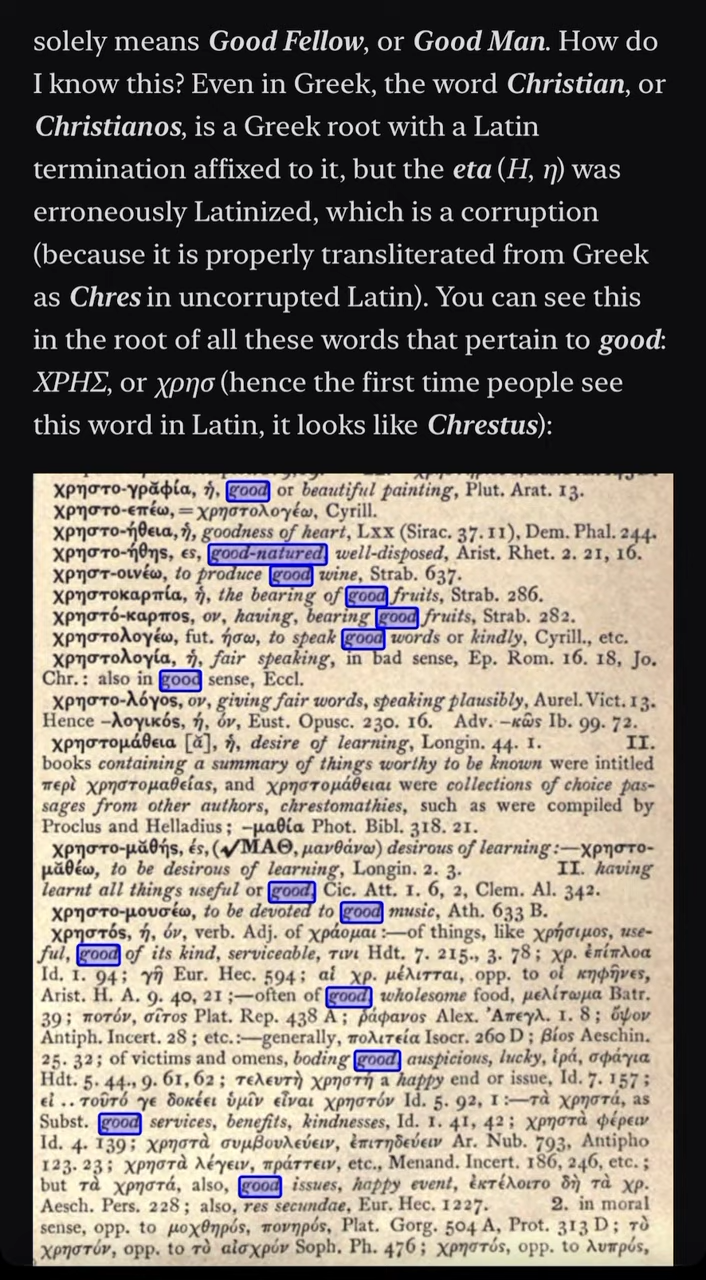 solely means Good Fellow, or Good Man. How do
I know this? Even in Greek, the word Christian, or
Christianos, is a Greek root with a Latin
termination affixed to it, but the eta (H, η) was
erroneously Latinized, which is a corruption
(because it is properly transliterated from Greek
as Chres in uncorrupted Latin). You can see this
in the root of all these words that pertain to good:
ΧΡΗΣ, or χρησ (hence the first time people see
this word in Latin, it looks like Chrestus):
χρηστο-γρᾰφία, ἡ, good or beautiful painting, Plut. Arat. 13.
χρηστο-επέω, = χρηστολογέω, Cyrill.
χρηστο-ήθεια, ἡ, goodness of heart, Lxx (Sirac. 37. 11), Dem. Phal. 244.
χρηστο-ήθης, ες, good-natured, well-disposed, Arist. Rhet. 2. 21, 16.
χρηστ-οινέω, to produce good wine, Strab. 637.
χρηστοκαρπία, ἡ, the bearing of good fruits, Strab. 286.
χρηστό-καρπος, ον, having, bearing good fruits, Strab. 282.
χρηστολογέω, fut. ήσω, to speak good words or kindly, Cyrill., etc.
χρηστολογία, ἡ, fair speaking, in bad sense, Ep. Rom. 16. 18, Jo.
Chr.: also in good sense, Eccl.
χρηστο-λόγος, ον, giving fair words, speaking plausibly, Aurel. Vict. 13.
Hence -λογικός, ή, όν, Eust. Opusc. 230. 16. Adv. -κῶς Ib. 99. 72.
χρηστομάθεια [ᾰ], ἡ, desire of learning, Longin. 44. 1. II.
books containing a summary of things worthy to be known were intitled
περὶ χρηστομαθείας, and χρηστομάθειαι were collections of choice pas-
sages from other authors, chrestomathies, such as were compiled by
Proclus and Helladius; -μαθία Phot. Bibl. 318. 21.
χρηστο-μᾰθής, ές, (√ΜΑΘ, μανθάνω) desirous of learning:—χρηστο-
μᾰθέω, to be desirous of learning, Longin. 2. 3. II. having
learnt all things useful or good, Cic. Att. 1. 6, 2, Clem. Al. 342.
χρηστο-μουσέω, to be devoted to good music, Ath. 633 B.
χρηστός, ή, όν, verb. Adj. of χράομαι:—of things, like χρήσιμος, use-
ful, good of its kind, serviceable, τινι Hdt. 7. 215., 3. 78; χρ. ἐπίπλοα
Id. 1. 94; γῆ Eur. Hec. 594; αἱ χρ. μέλιτται, opp. to οἱ κηφῆνες,
Arist. H. A. 9. 40, 21;—often of good, wholesome food, μελίτωμα Batr.
39; ποτόν, σῖτος Plat. Rep. 438 A; ῥάφανος Alex. Ἀπεγλ. 1. 8; ὄψον
Antiph. Incert. 28; etc.:—generally, πολιτεία Isocr. 260 D; βίος Aeschin.
25. 32; of victims and omens, boding good, auspicious, lucky, ἱρά, σφάγια
Hdt. 5. 44., 9. 61, 62; τελευτὴ χρηστή a happy end or issue, Id. 7. 157;
εἰ .. τοῦτό γε δοκέει ὑμῖν εἶναι χρηστόν Id. 5. 92, 1:—τὰ χρηστά, as
Subst. good services, benefits, kindnesses, Id. 1. 41, 42; χρηστὰ φέρειν
Id. 4. 139; χρηστὰ συμβουλεύειν, ἐπιτηδεύειν Ar. Nub. 793, Antipho
123. 23; χρηστὰ λέγειν, πράττειν, etc., Menand. Incert. 186, 246, etc.;
but τὰ χρηστά, also, good issues, happy event, ἐκτέλοιτο δὴ τὰ χρ.
Aesch. Pers. 228; also, res secundae, Eur. Hec. 1227. 2. in moral
sense, opp. to μοχθηρός, πονηρός, Plat. Gorg. 504 A, Prot. 313 D; τὸ
χρηστόν, opp. to τὸ αἰσχρόν Soph. Ph. 476; χρηστός, opp. to λυπρός,